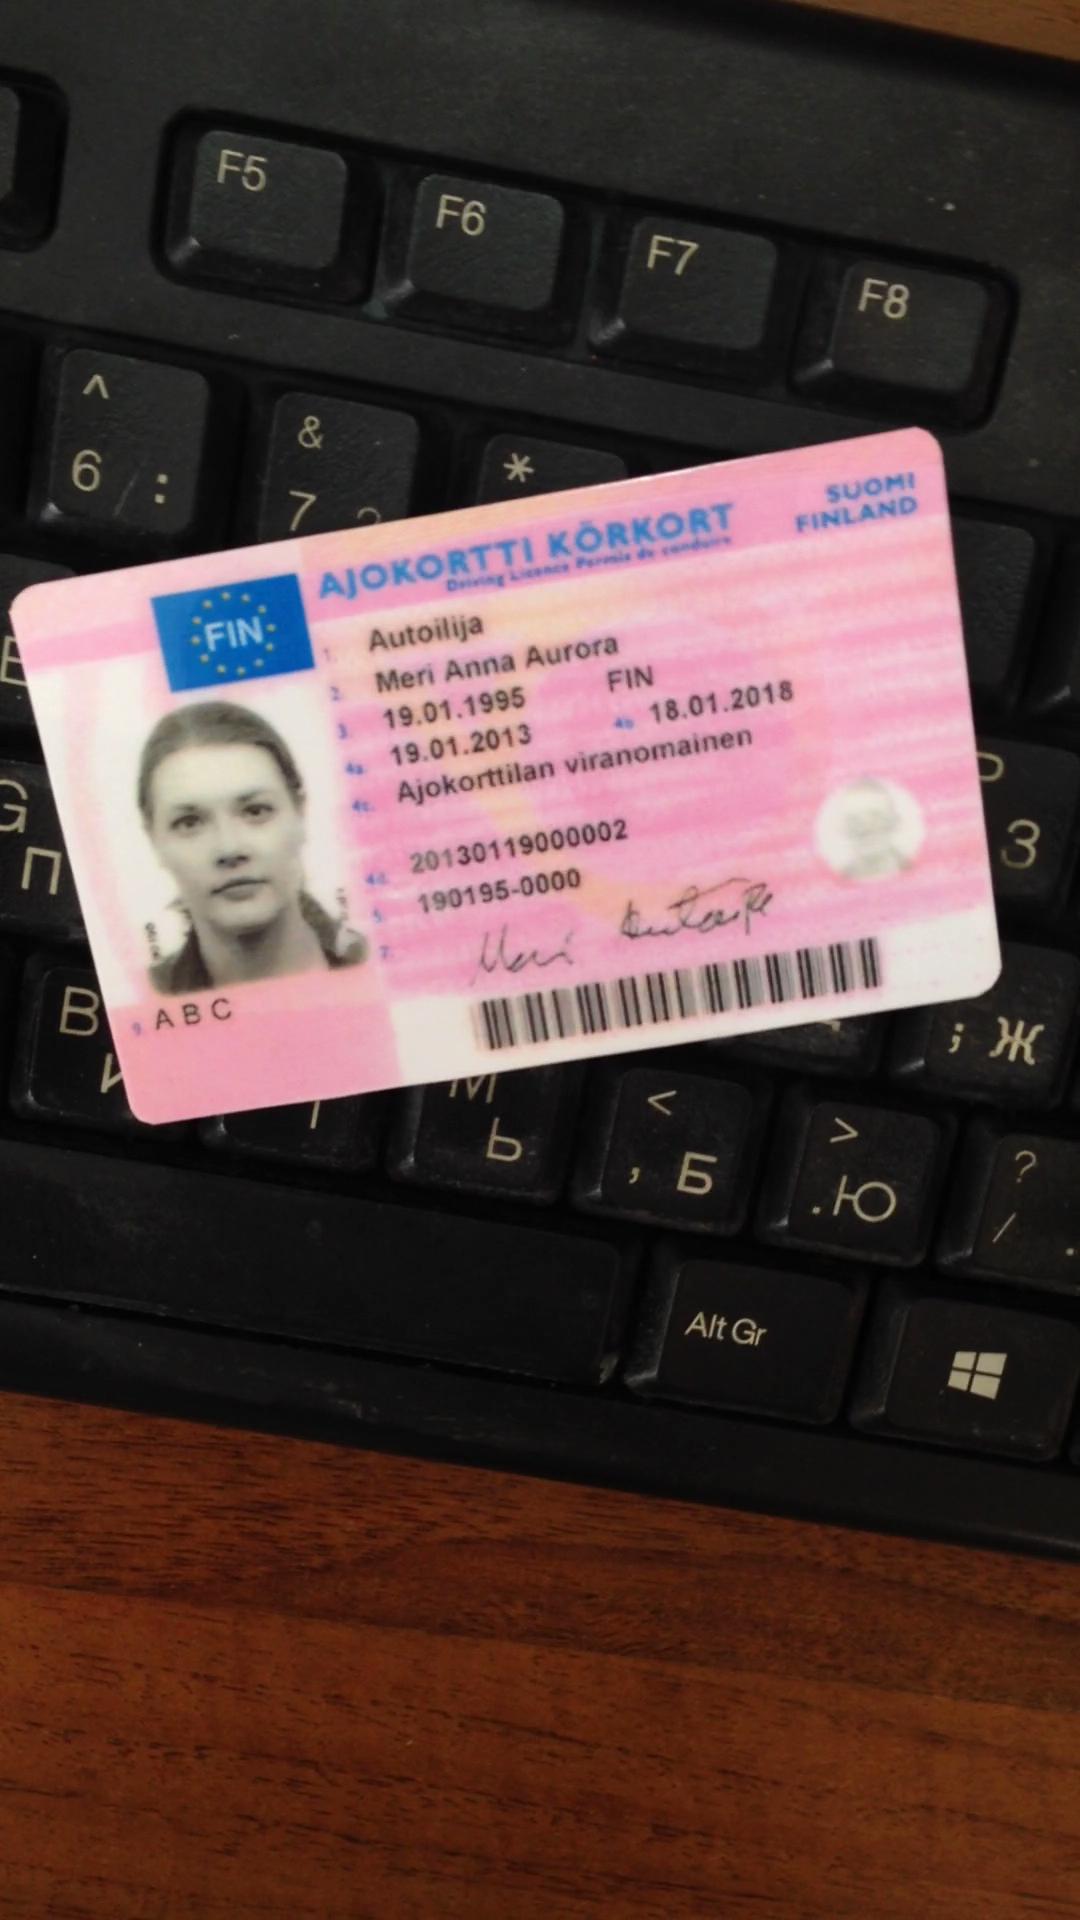 F5
F6
F7
F8
^
6 :
&
7
*
SUOMI
FINLAND
AJOKORTTI KÖRKORT
Driving Licence Permis de conduire
FIN
1. Autoilija
2. Meri Anna Aurora
3. 19.01.1995 FIN
4a. 19.01.2013 4b. 18.01.2018
4c. Ajokorttilan viranomainen
4d. 20130119000002
5. 190195-0000
7. Meri Autoilija
9. A B C
G
П
P
З
В
; Ж
М
Ь
<
, Б
>
. Ю
?
/ .
Alt Gr